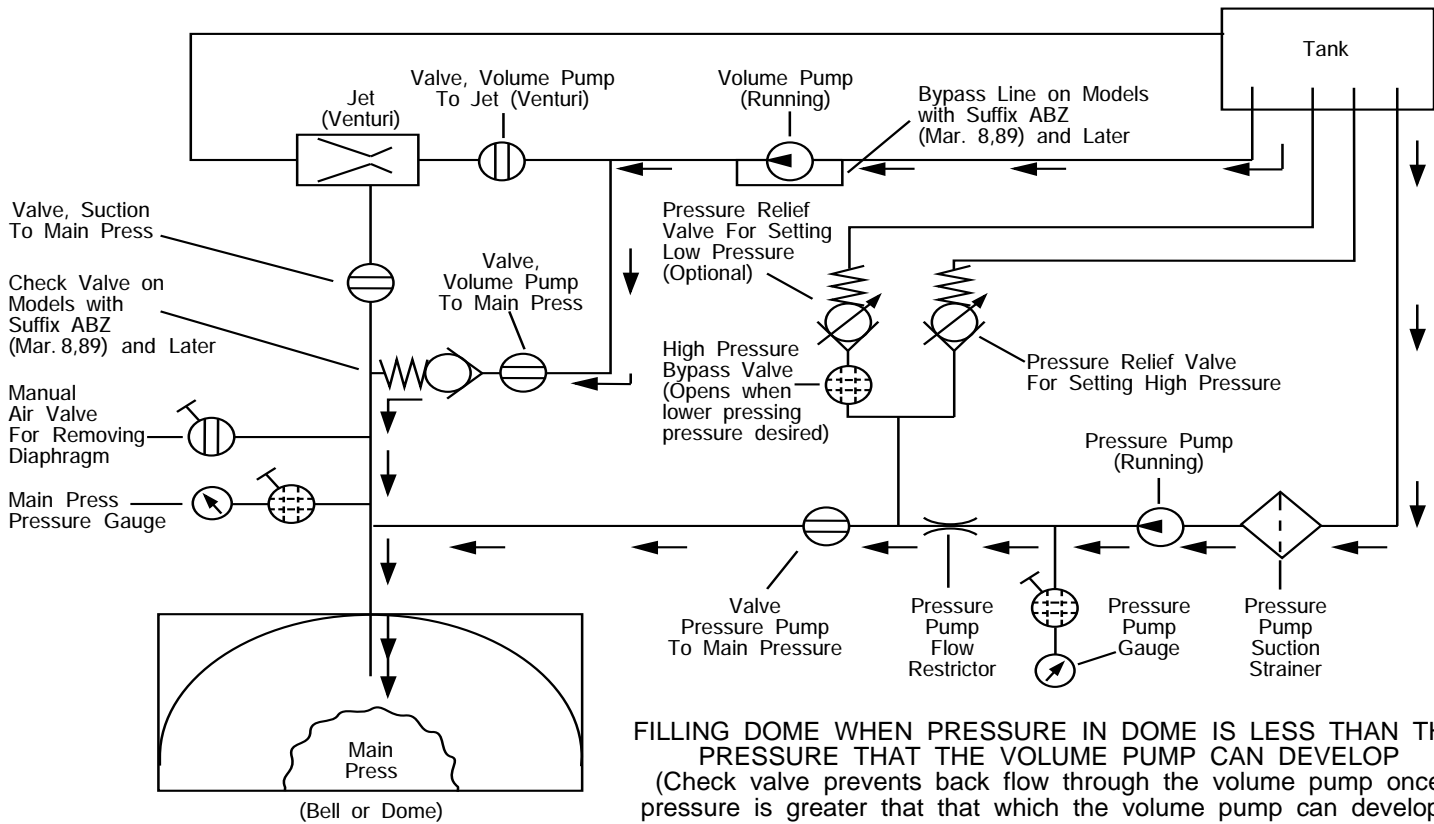 Tank
Valve, Volume Pump
To Jet (Venturi)
Volume Pump
(Running)
Bypass Line on Models
with Suffix ABZ
(Mar. 8,89) and Later
Jet
(Venturi)
Valve, Suction
To Main Press
Pressure Relief
Valve For Setting
Low Pressure
(Optional)
Valve,
Volume Pump
To Main Press
Check Valve on
Models with
Suffix ABZ
(Mar. 8,89) and Later
High Pressure
Bypass Valve
(Opens when
lower pressing
pressure desired)
Pressure Relief Valve
For Setting High Pressure
Manual
Air Valve
For Removing
Diaphragm
Pressure Pump
(Running)
Main Press
Pressure Gauge
Valve
Pressure Pump
To Main Pressure
Pressure
Pump
Flow
Restrictor
Pressure
Pump
Gauge
Pressure
Pump
Suction
Strainer
Main
Press
(Bell or Dome)
FILLING DOME WHEN PRESSURE IN DOME IS LESS THAN TH
PRESSURE THAT THE VOLUME PUMP CAN DEVELOP
(Check valve prevents back flow through the volume pump once
pressure is greater that that which the volume pump can develop